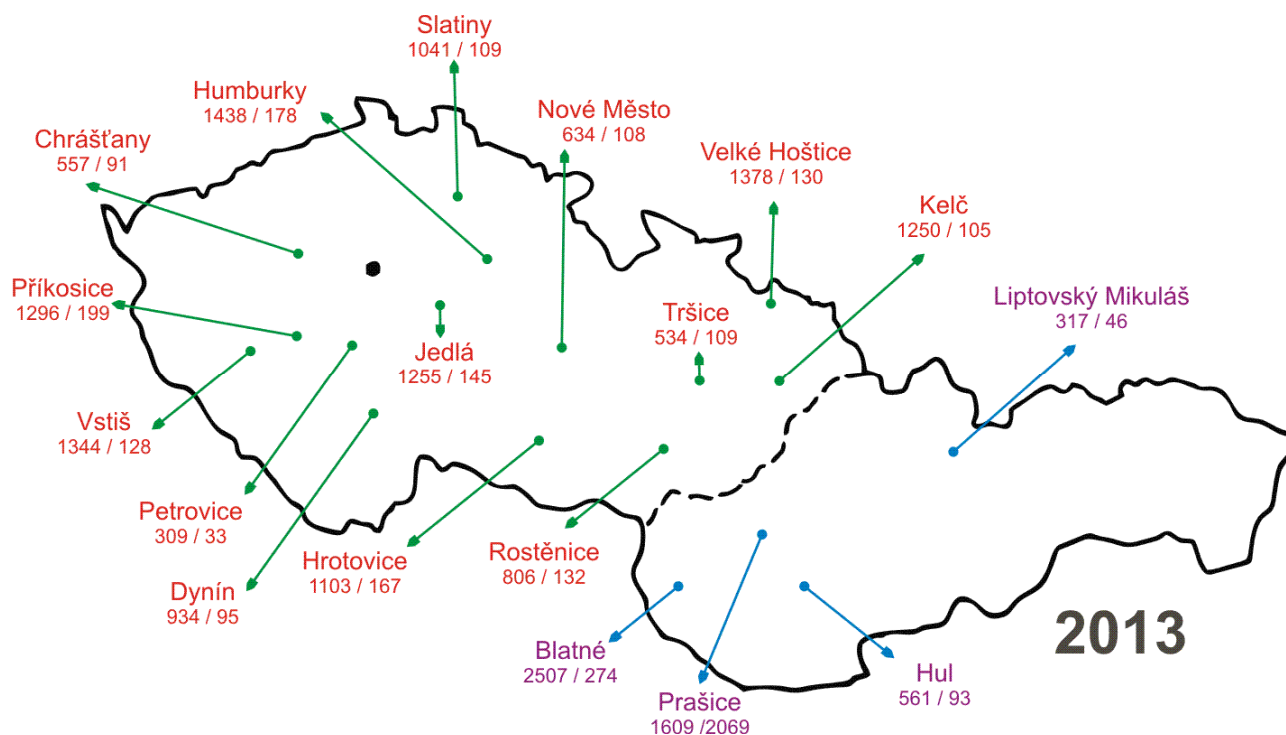 Slatiny
1041 / 109
Humburky
1438 / 178
Nové Město
634 / 108
Chrášťany
557 / 91
Velké Hoštice
1378 / 130
Kelč
1250 / 105
Příkosice
1296 / 199
Liptovský Mikuláš
317 / 46
Tršice
534 / 109
Jedlá
1255 / 145
Vstiš
1344 / 128
Petrovice
309 / 33
Hrotovice
1103 / 167
Rostěnice
806 / 132
Dynín
934 / 95
2013
Blatné
2507 / 274
Hul
561 / 93
Prašice
1609 /2069